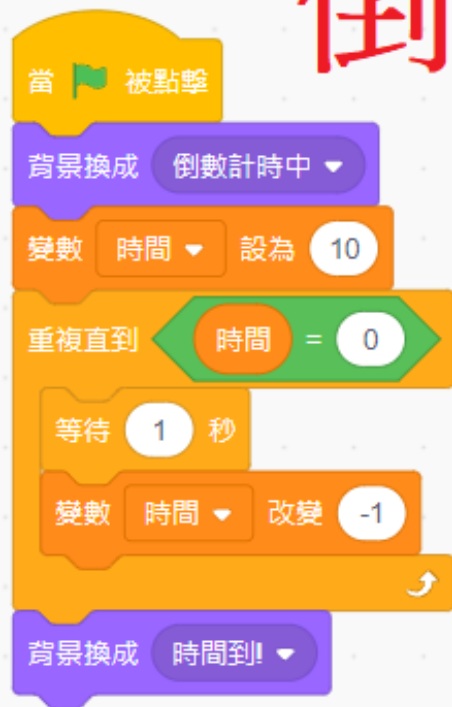 倒
當 被點擊
背景換成 倒數計時中
變數 時間 設為 10
重複直到 時間 = 0
等待 1 秒
變數 時間 改變 -1
背景換成 時間到!